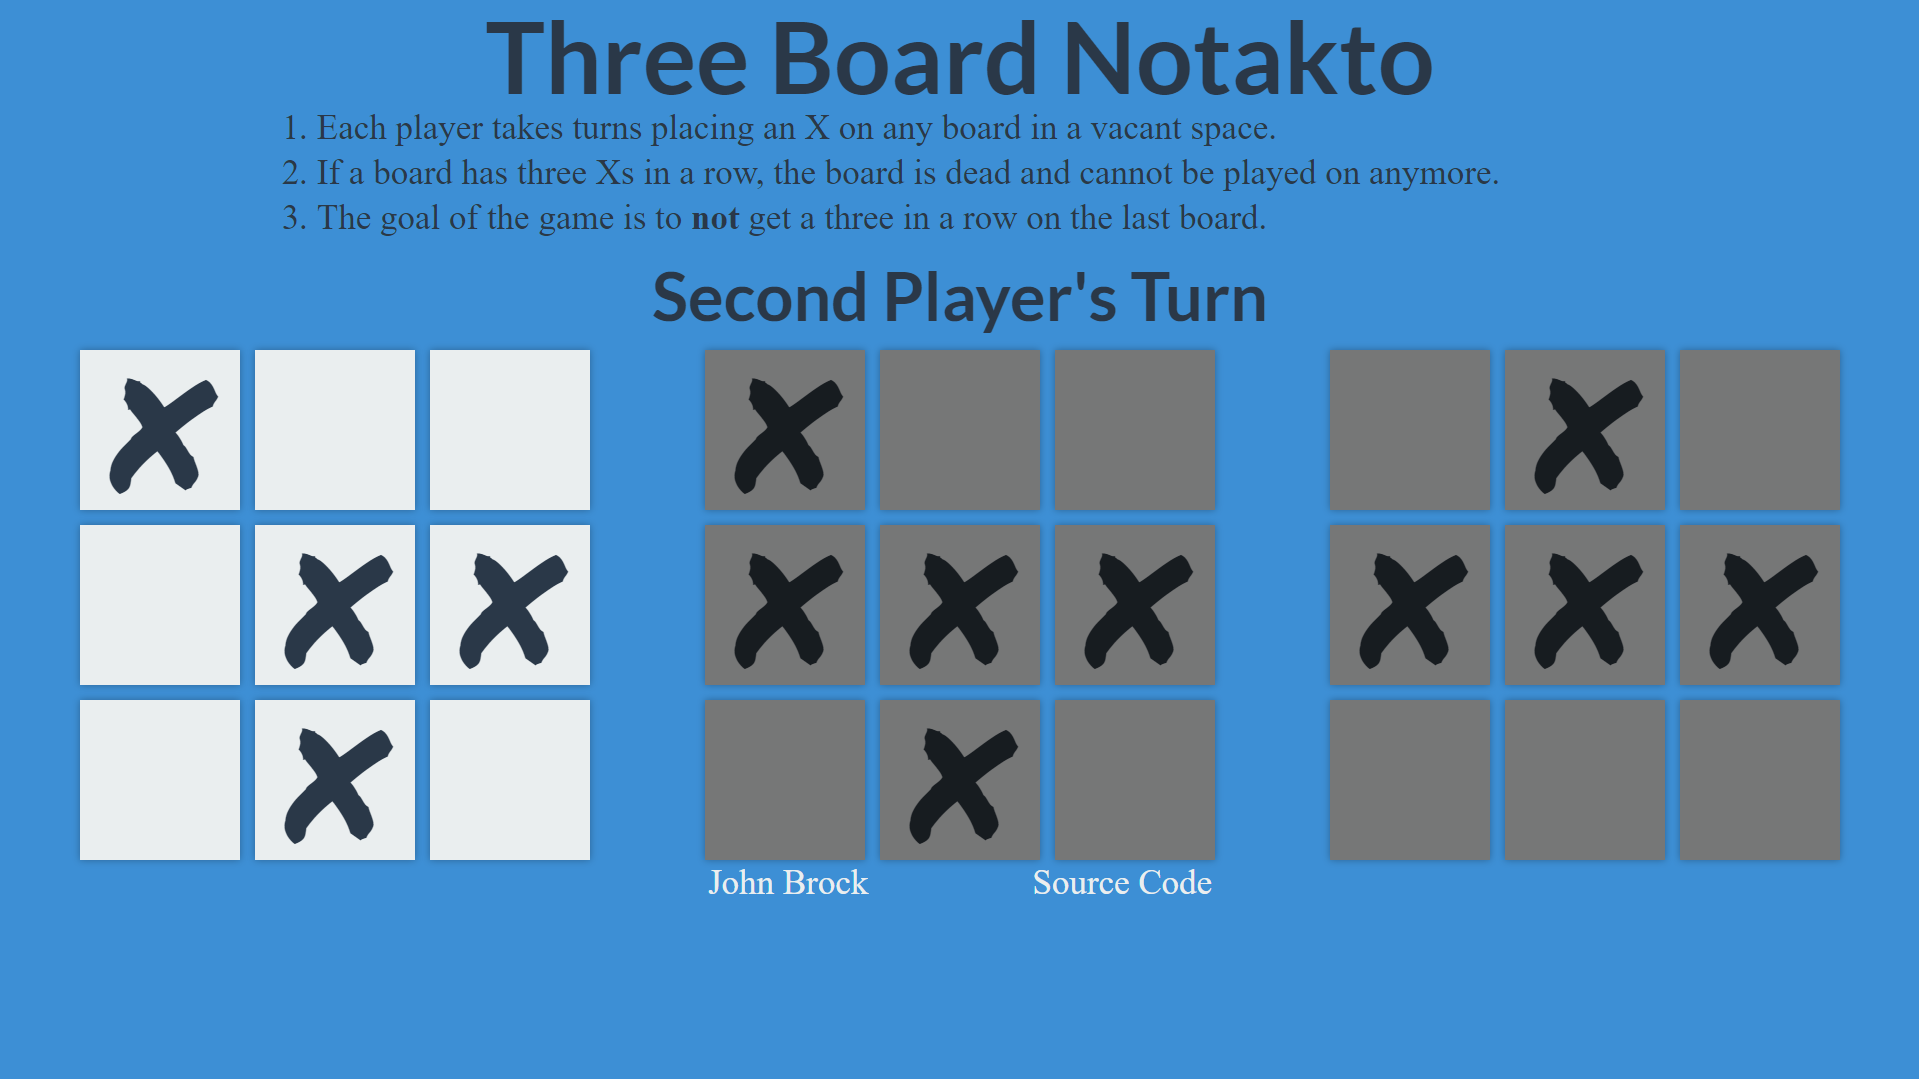 Three Board Notakto
1. Each player takes turns placing an X on any board in a vacant space.
2. If a board has three Xs in a row, the board is dead and cannot be played on anymore.
3. The goal of the game is to not get a three in a row on the last board.
Second Player's Turn
John Brock
Source Code